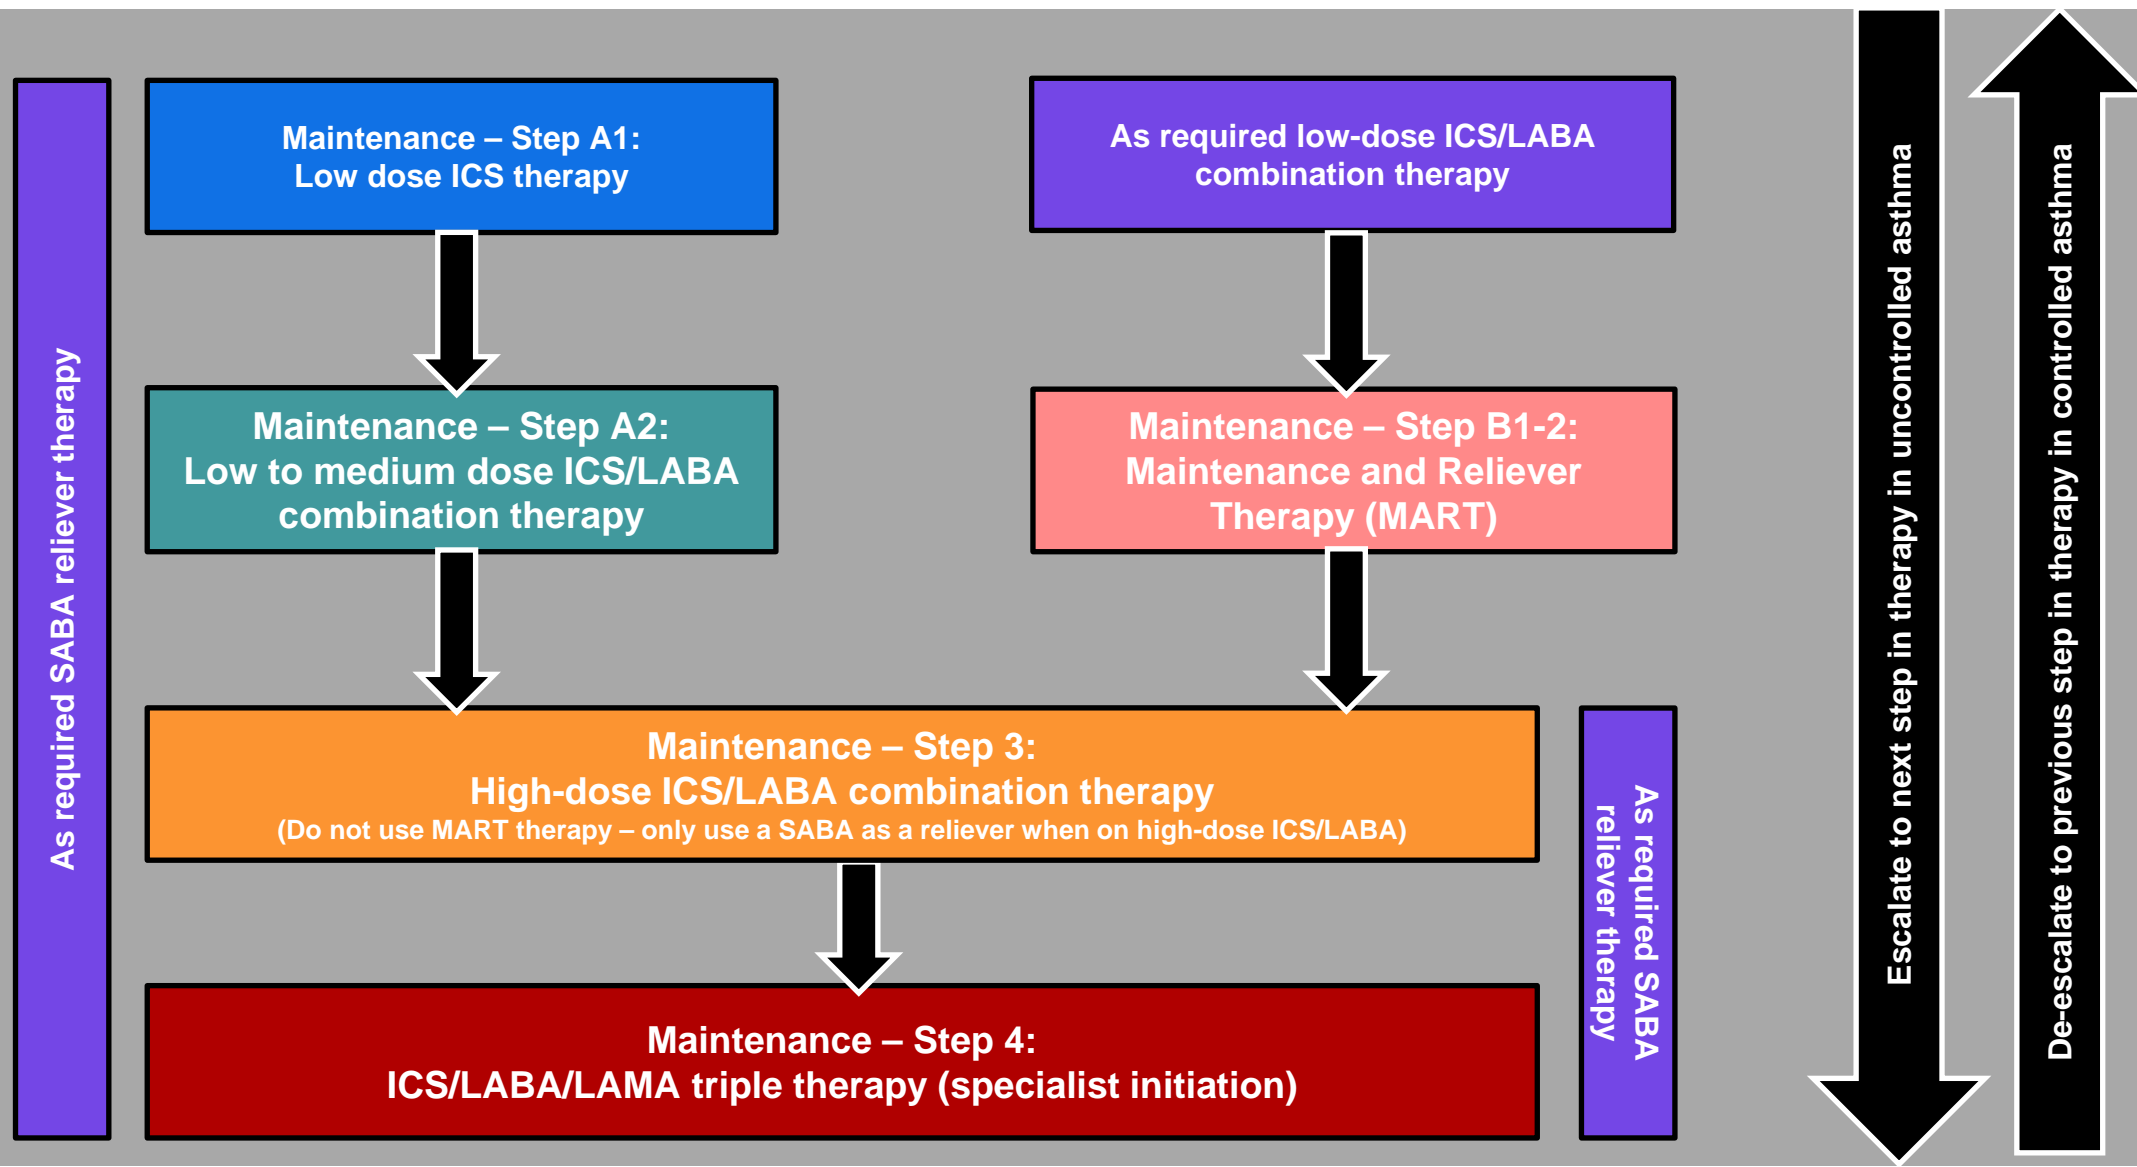 As required SABA reliever therapy
Maintenance – Step A1:
Low dose ICS therapy
As required low-dose ICS/LABA
combination therapy
Maintenance – Step A2:
Low to medium dose ICS/LABA
combination therapy
Maintenance – Step B1-2:
Maintenance and Reliever
Therapy (MART)
Maintenance – Step 3:
High-dose ICS/LABA combination therapy
(Do not use MART therapy – only use a SABA as a reliever when on high-dose ICS/LABA)
As required SABA
reliever therapy
Maintenance – Step 4:
ICS/LABA/LAMA triple therapy (specialist initiation)
Escalate to next step in therapy in uncontrolled asthma
De-escalate to previous step in therapy in controlled asthma